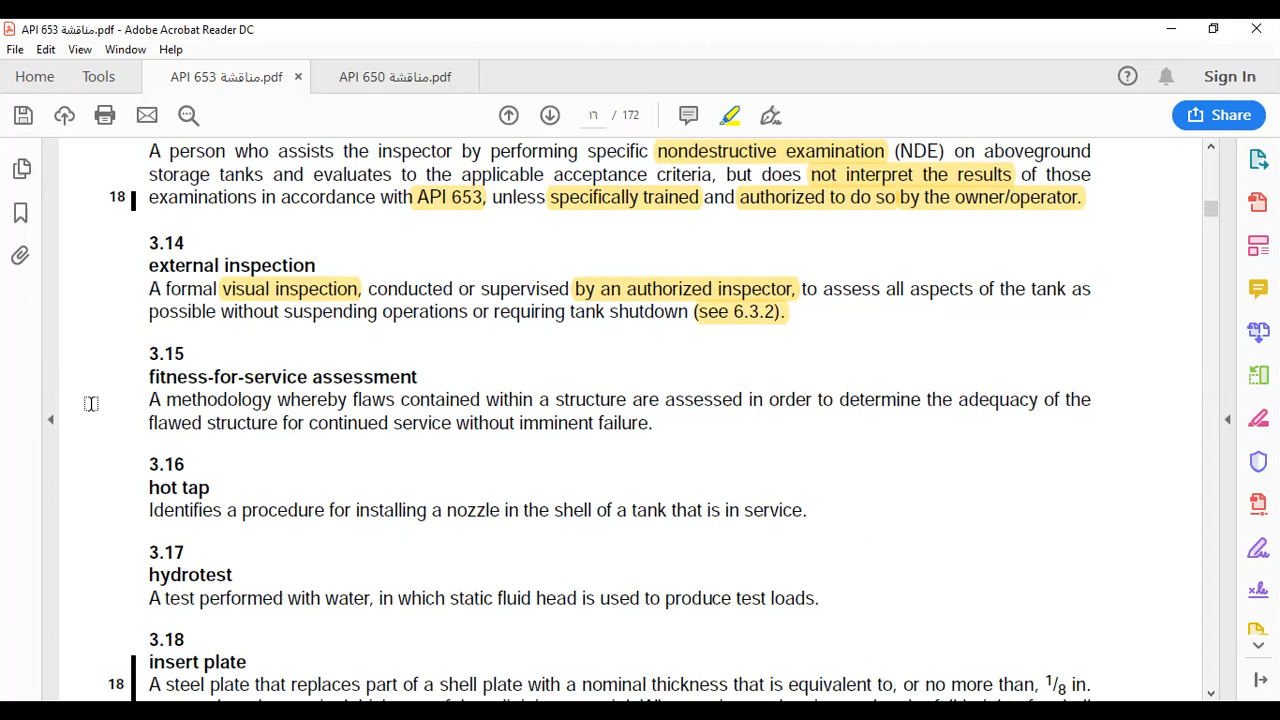 API 653 مناقشة.pdf - Adobe Acrobat Reader DC
File Edit View Window Help
Home Tools API 653 مناقشة.pdf × API 650 مناقشة.pdf Sign In
١٦ / 172 Share
A person who assists the inspector by performing specific nondestructive examination (NDE) on aboveground
storage tanks and evaluates to the applicable acceptance criteria, but does not interpret the results of those
18 examinations in accordance with API 653, unless specifically trained and authorized to do so by the owner/operator.
3.14
external inspection
A formal visual inspection, conducted or supervised by an authorized inspector, to assess all aspects of the tank as
possible without suspending operations or requiring tank shutdown (see 6.3.2).
3.15
fitness-for-service assessment
A methodology whereby flaws contained within a structure are assessed in order to determine the adequacy of the
flawed structure for continued service without imminent failure.
3.16
hot tap
Identifies a procedure for installing a nozzle in the shell of a tank that is in service.
3.17
hydrotest
A test performed with water, in which static fluid head is used to produce test loads.
3.18
insert plate
18 A steel plate that replaces part of a shell plate with a nominal thickness that is equivalent to, or no more than, 1/8 in.